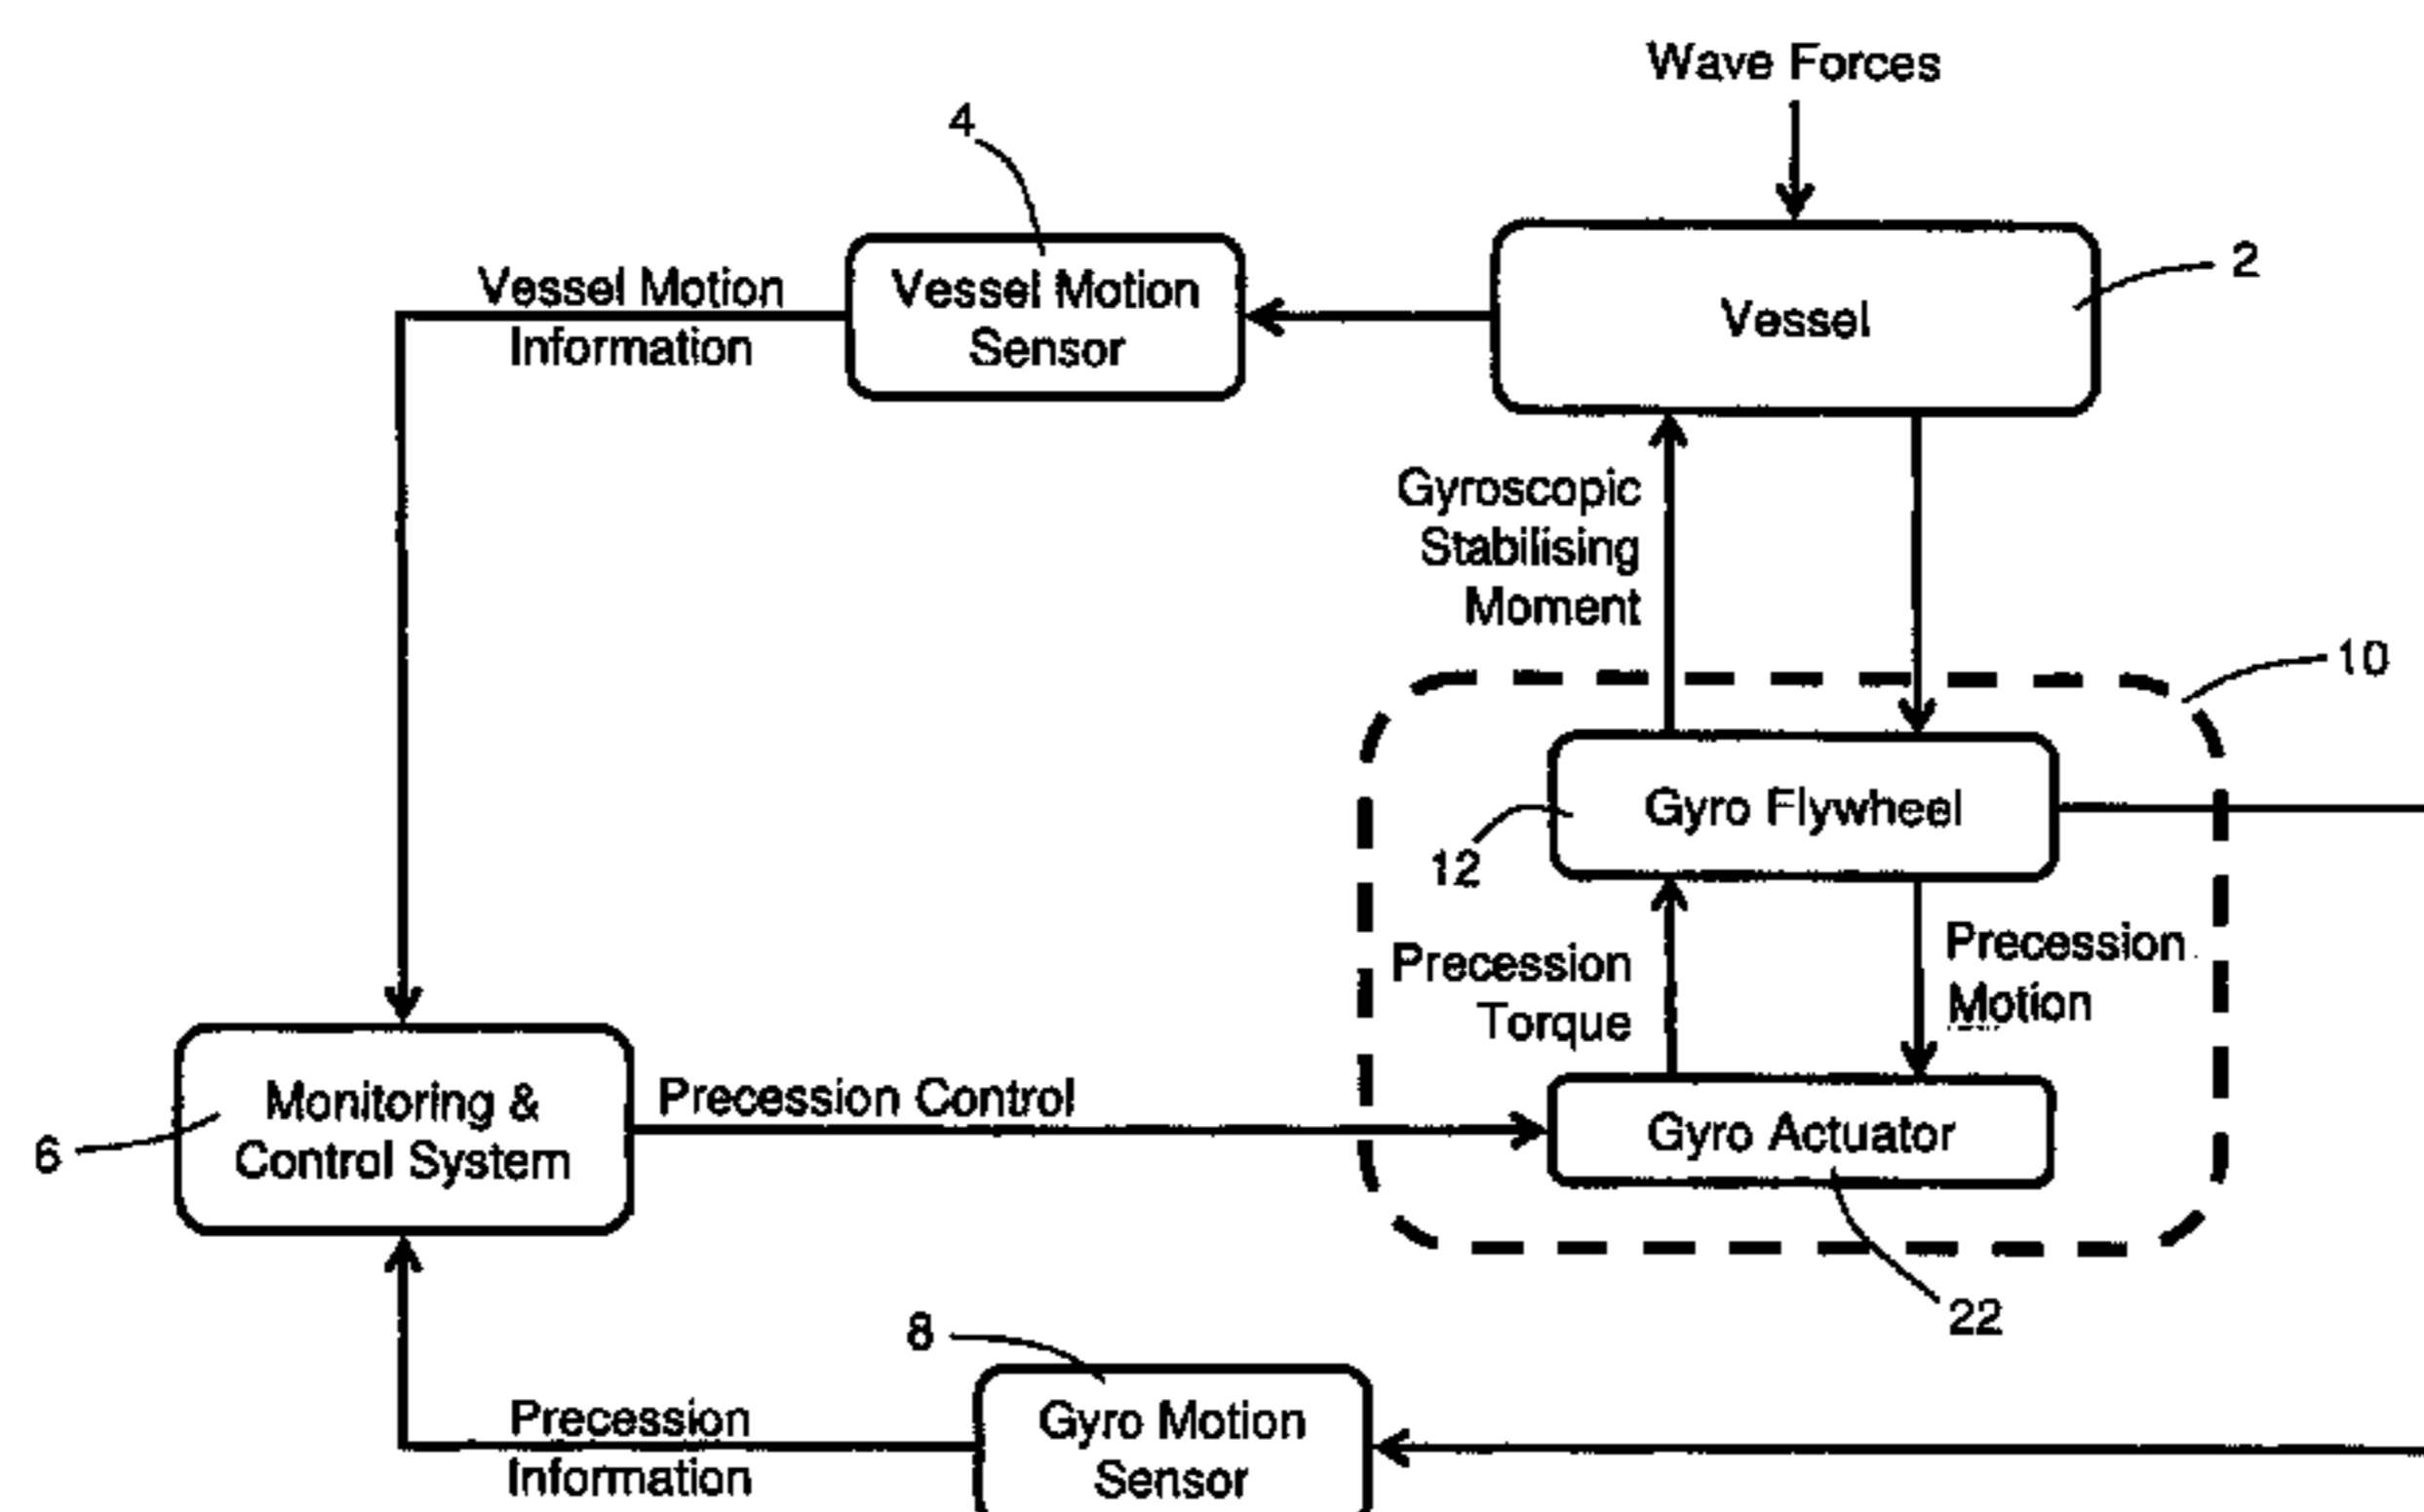 Wave Forces
4
Vessel Motion
Information
Vessel Motion
Sensor
Vessel
2
Gyroscopic
Stabilising
Moment
10
Gyro Flywheel
12
Precession
Torque
Precession
Motion
Monitoring &
Control System
6
Precession Control
Gyro Actuator
22
8
Precession
Information
Gyro Motion
Sensor